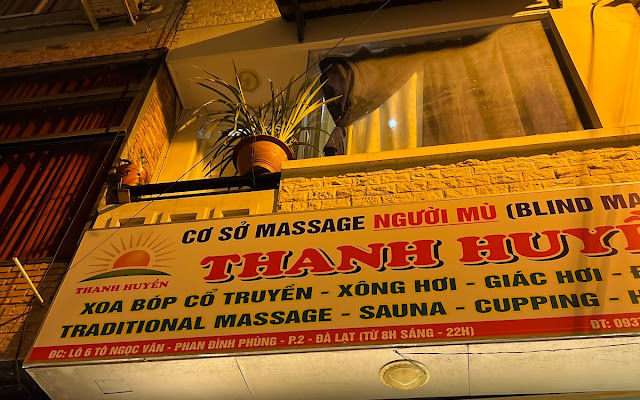 CƠ SỞ MASSAGE NGƯỜI MÙ (BLIND MA
THANH HUYỀ
THANH HUYỀN
XOA BÓP CỔ TRUYỀN - XÔNG HƠI - GIÁC HƠI -
TRADITIONAL MASSAGE - SAUNA - CUPPING - H
ĐC: LÔ 6 TÔ NGỌC VÂN - PHAN ĐÌNH PHÙNG - P.2 - ĐÀ LẠT (TỪ 8H SÁNG - 22H)
ĐT: 0937